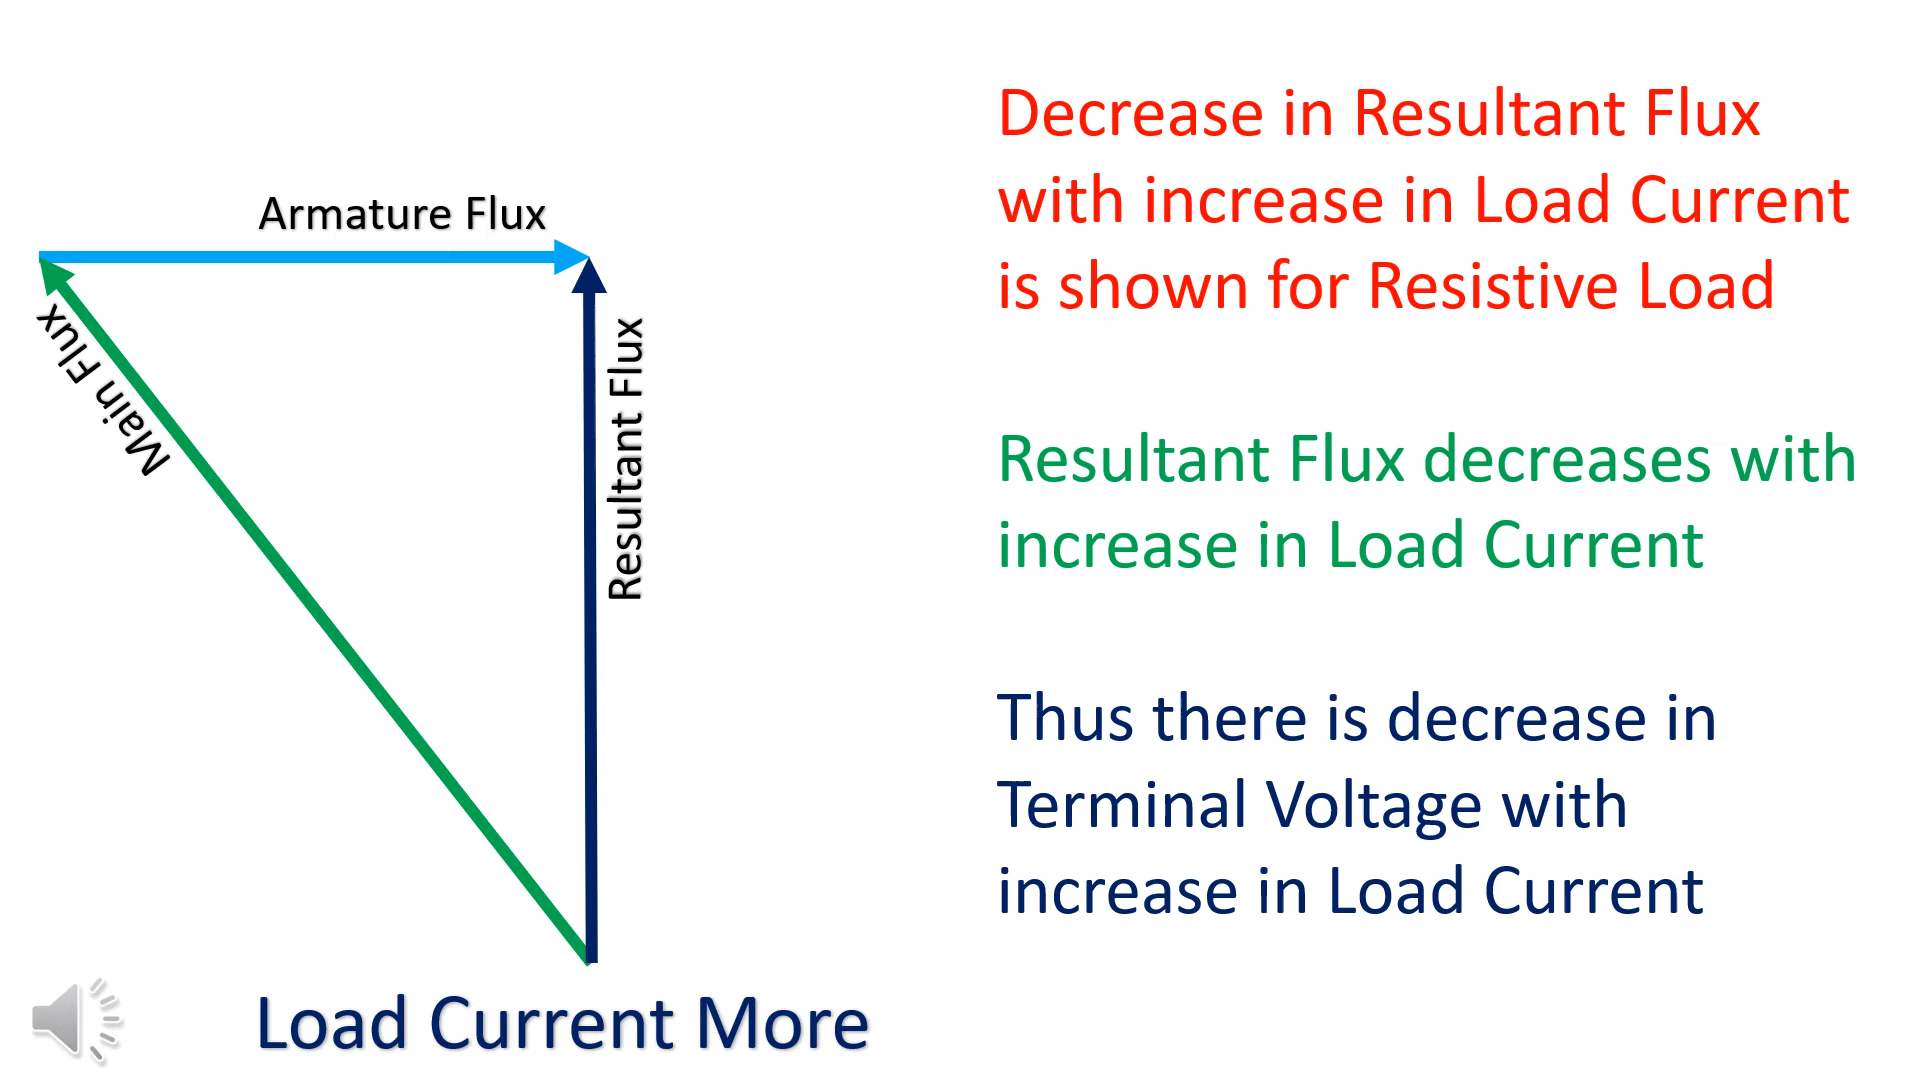 Armature Flux
Main Flux
Resultant Flux
Load Current More
Decrease in Resultant Flux
with increase in Load Current
is shown for Resistive Load
Resultant Flux decreases with
increase in Load Current
Thus there is decrease in
Terminal Voltage with
increase in Load Current